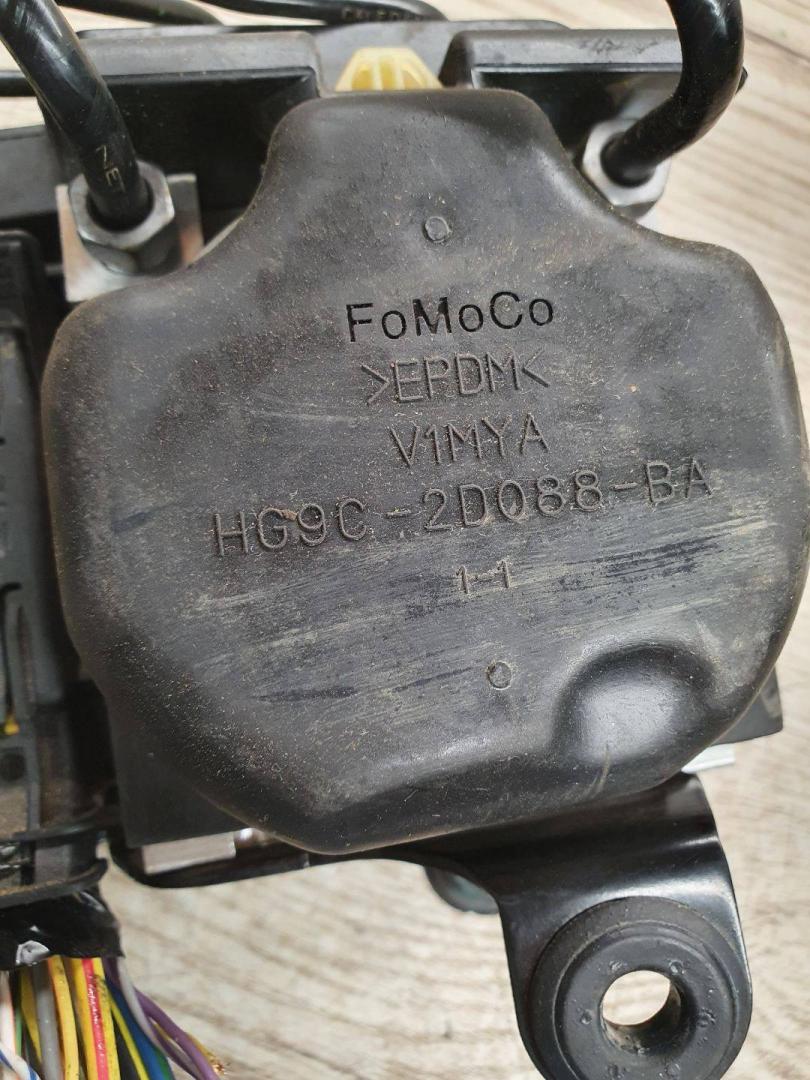 FoMoCo
>EPDM<
V1MYA
HG9C-2D088-BA
1-1